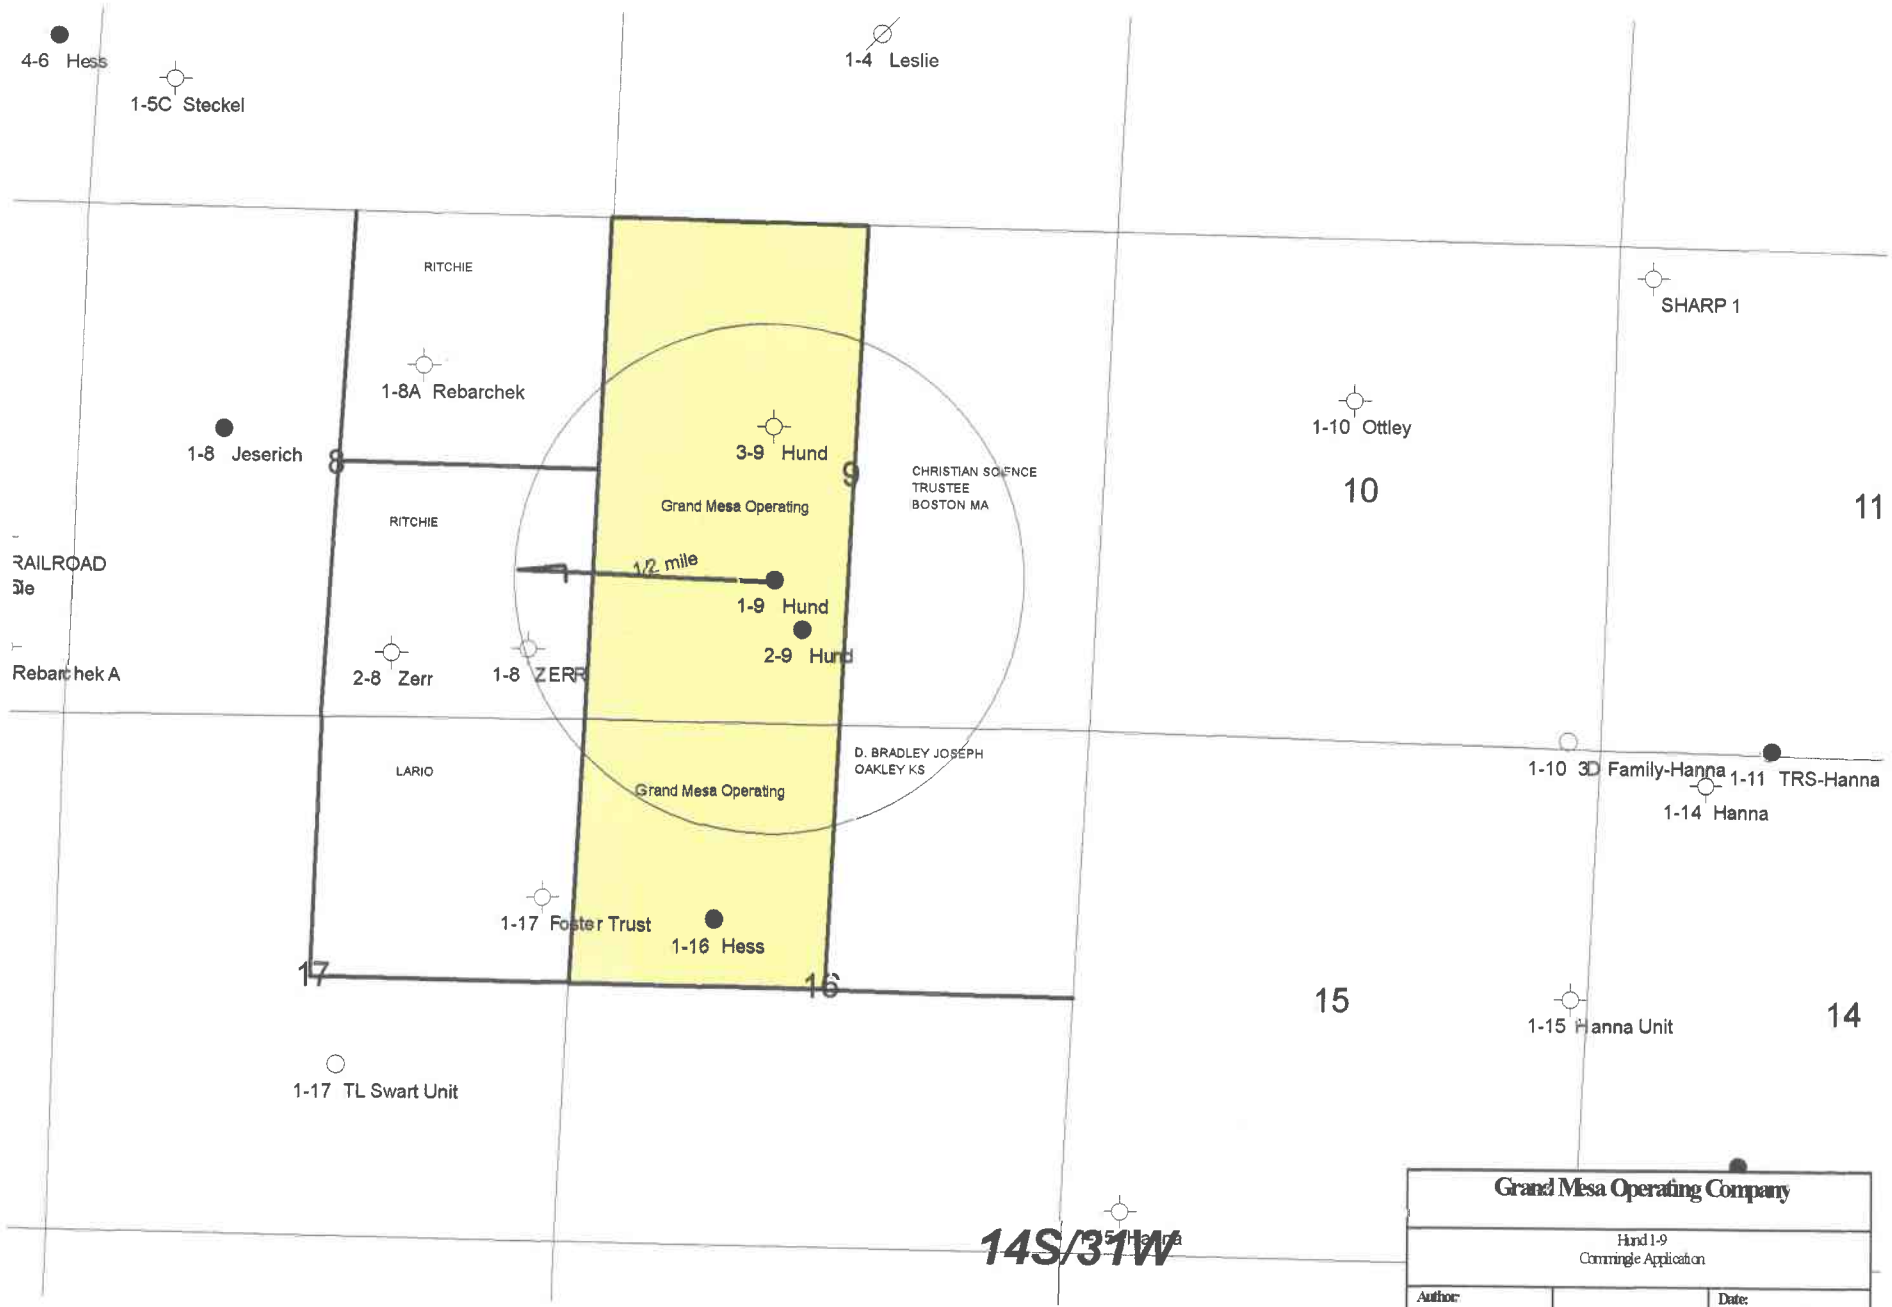 4-6 Hess
1-5C Steckel
1-4 Leslie
RITCHIE
SHARP 1
1-8A Rebarchek
1-8 Jeserich
8
3-9 Hund
9
CHRISTIAN SCIENCE
TRUSTEE
BOSTON MA
1-10 Ottley
10
11
Grand Mesa Operating
RITCHIE
RAILROAD
1/2 mile
1-9 Hund
2-9 Hund
Rebarchek A
2-8 Zerr
1-8 ZERR
D. BRADLEY JOSEPH
OAKLEY KS
LARIO
Grand Mesa Operating
1-10 3D Family-Hanna
1-11 TRS-Hanna
1-14 Hanna
1-17 Foster Trust
1-16 Hess
17
16
15
1-15 Hanna Unit
14
1-17 TL Swart Unit
14S/31W
Hanna
Grand Mesa Operating Company
Hund 1-9
Commingle Application
Author:
Date: